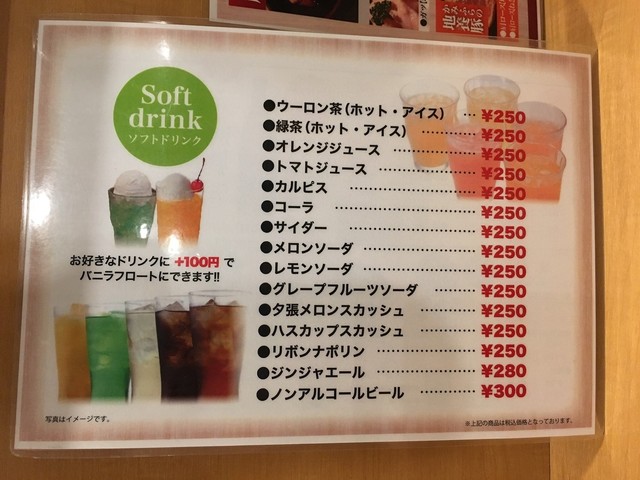 かみふらの
地養豚の
Soft
drink
ソフトドリンク
お好きなドリンクに +100円 で
バニラフロートにできます!!
●ウーロン茶（ホット・アイス） … ¥250
●緑茶（ホット・アイス） ………… ¥250
●オレンジジュース ……………… ¥250
●トマトジュース ………………… ¥250
●カルピス ………………… ¥250
●コーラ …………………… ¥250
●サイダー ………………… ¥250
●メロンソーダ …………………… ¥250
●レモンソーダ …………………… ¥250
●グレープフルーツソーダ ……… ¥250
●夕張メロンスカッシュ ………… ¥250
●ハスカップスカッシュ ………… ¥250
●リボンナポリン ………………… ¥250
●ジンジャエール ………………… ¥280
●ノンアルコールビール ………… ¥300
写真はイメージです。
※上記の商品は税込価格となっております。